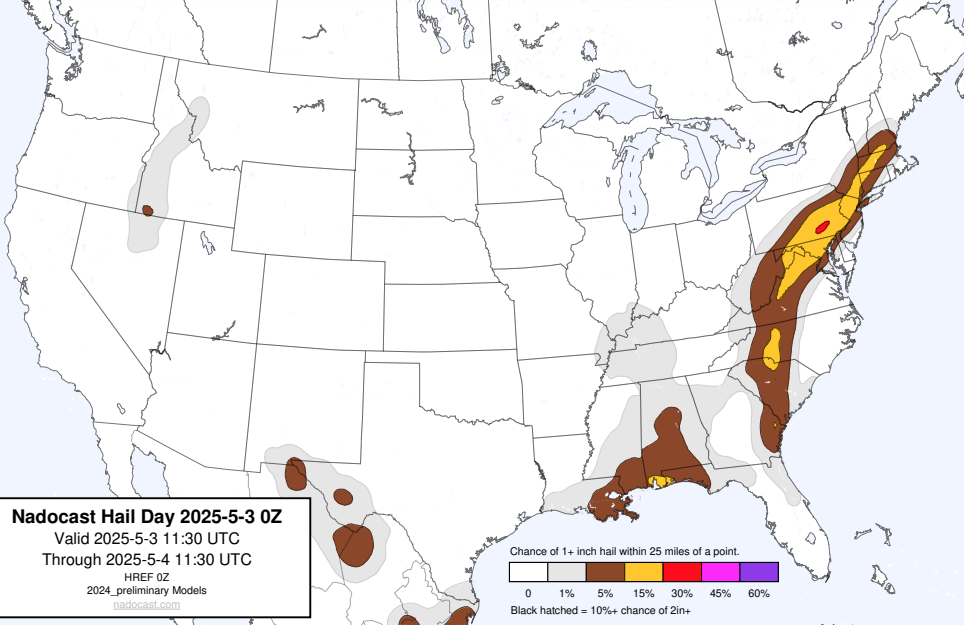 Nadocast Hail Day 2025-5-3 0Z
Valid 2025-5-3 11:30 UTC
Through 2025-5-4 11:30 UTC
HREF 0Z
2024_preliminary Models
nadocast.com
Chance of 1+ inch hail within 25 miles of a point.
0 1% 5% 15% 30% 45% 60%
Black hatched = 10%+ chance of 2in+